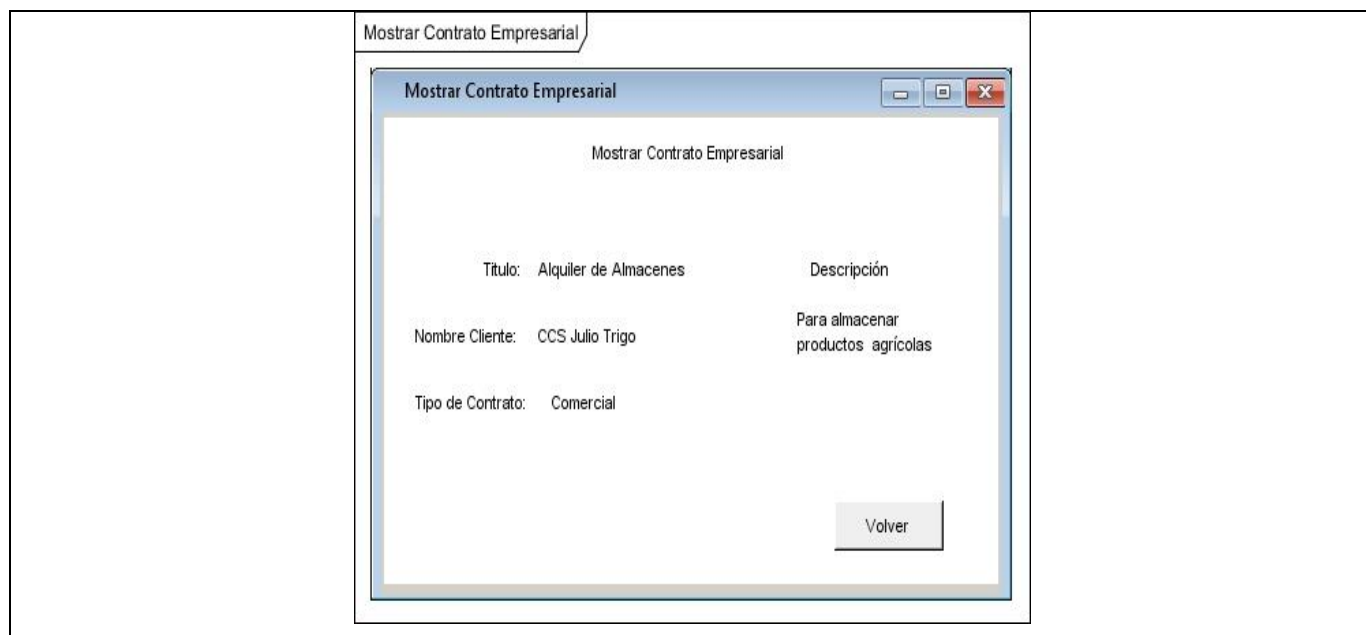 Mostrar Contrato Empresarial
Mostrar Contrato Empresarial
Mostrar Contrato Empresarial
Titulo: Alquiler de Almacenes
Descripción
Nombre Cliente: CCS Julio Trigo
Para almacenar
productos agrícolas
Tipo de Contrato: Comercial
Volver